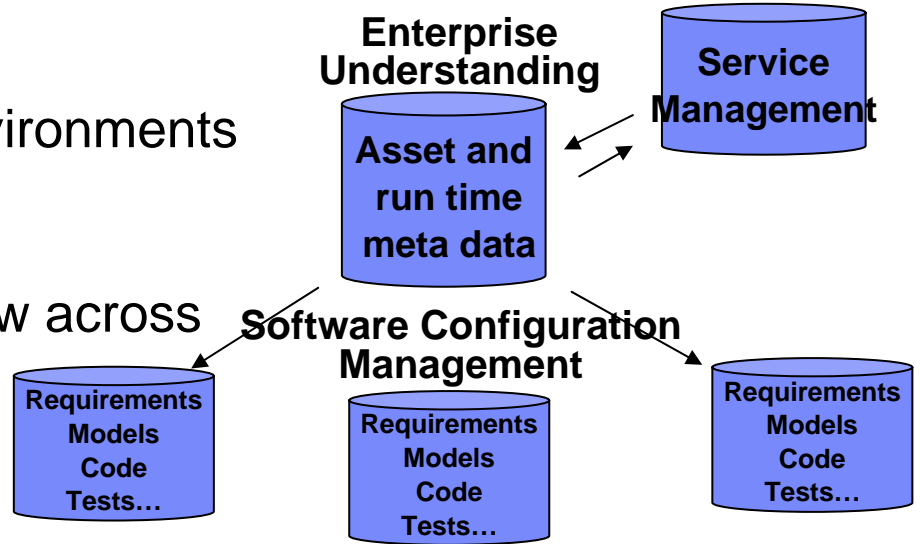 Enterprise
Understanding
Service
Management
Asset and
run time
meta data
Software Configuration
Management
Requirements
Models
Code
Tests…
Requirements
Models
Code
Tests…
Requirements
Models
Code
Tests…
across